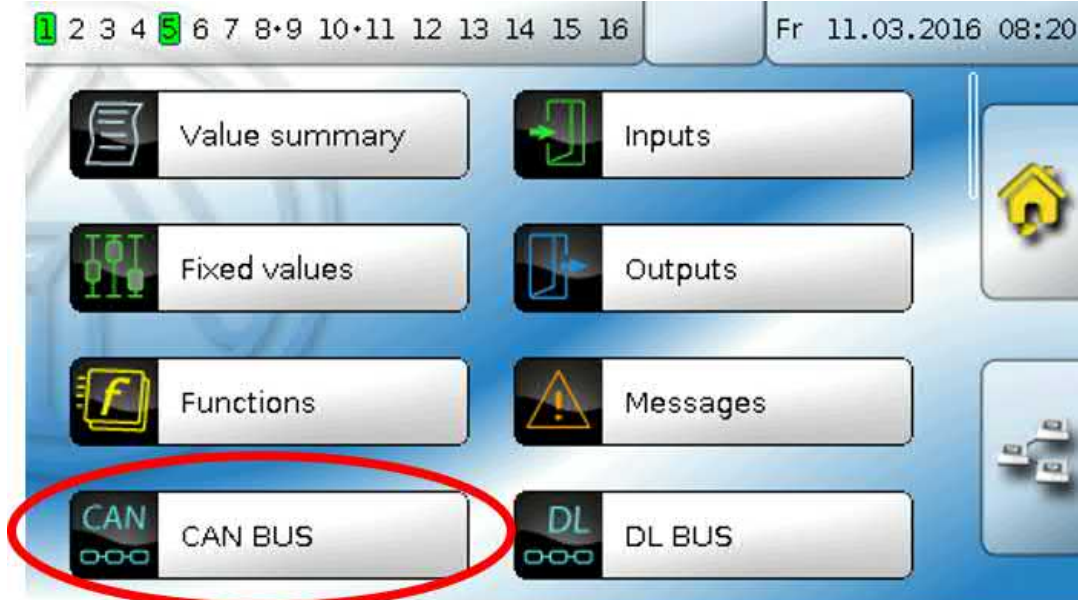 1 2 3 4 5 6 7 8•9 10•11 12 13 14 15 16 Fr 11.03.2016 08:20
Value summary Inputs
Fixed values Outputs
f Functions Messages
CAN CAN BUS DL DL BUS